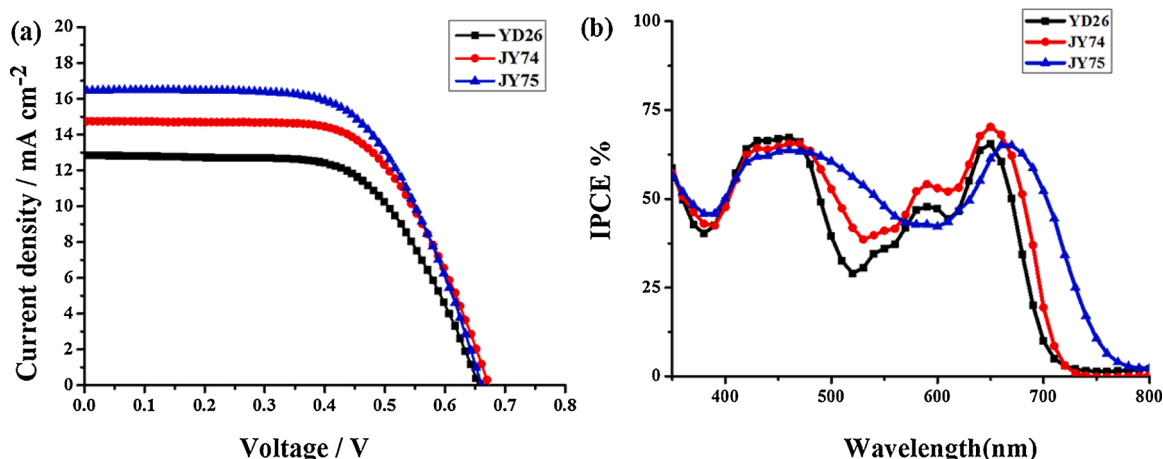 (a)
20
18
16
14
12
10
8
6
4
2
0
0.0 0.1 0.2 0.3 0.4 0.5 0.6 0.7 0.8
Current density / mA cm-2
Voltage / V
YD26
JY74
JY75
(b)
100
75
50
25
0
400 500 600 700 800
IPCE %
Wavelength(nm)
YD26
JY74
JY75